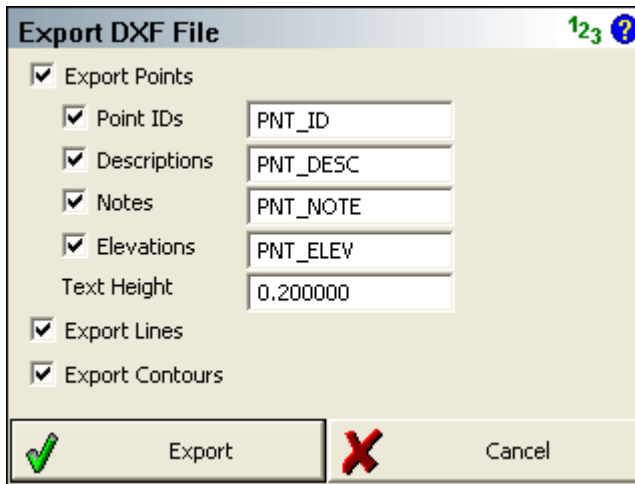 Export DXF File 123 ?
Export Points
Point IDs PNT_ID
Descriptions PNT_DESC
Notes PNT_NOTE
Elevations PNT_ELEV
Text Height 0.200000
Export Lines
Export Contours
Export Cancel